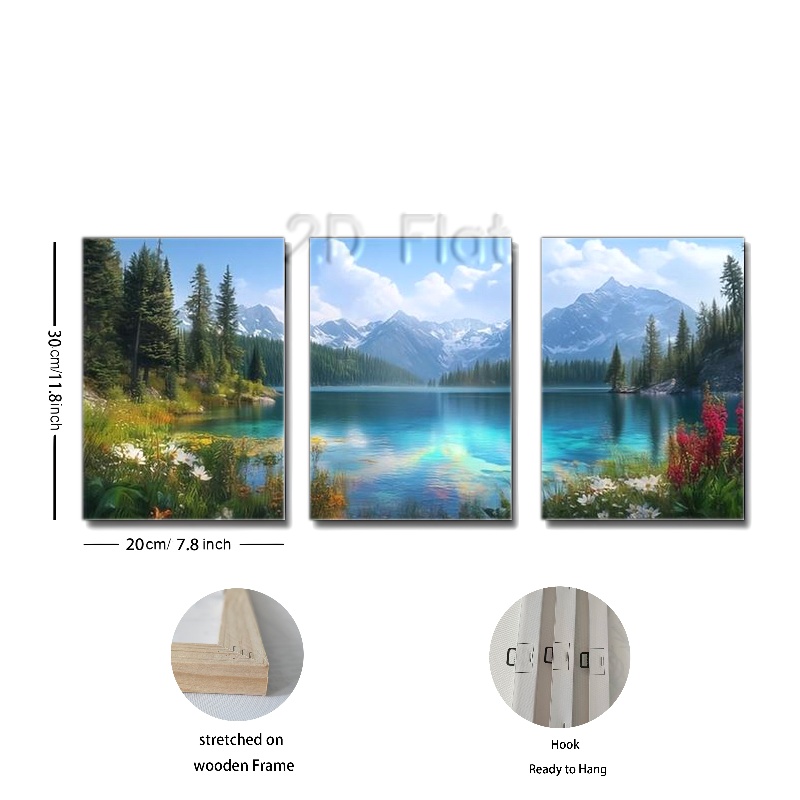 2D Flat
30cm/11.8inch
20cm/ 7.8 inch
stretched on
wooden Frame
Hook
Ready to Hang